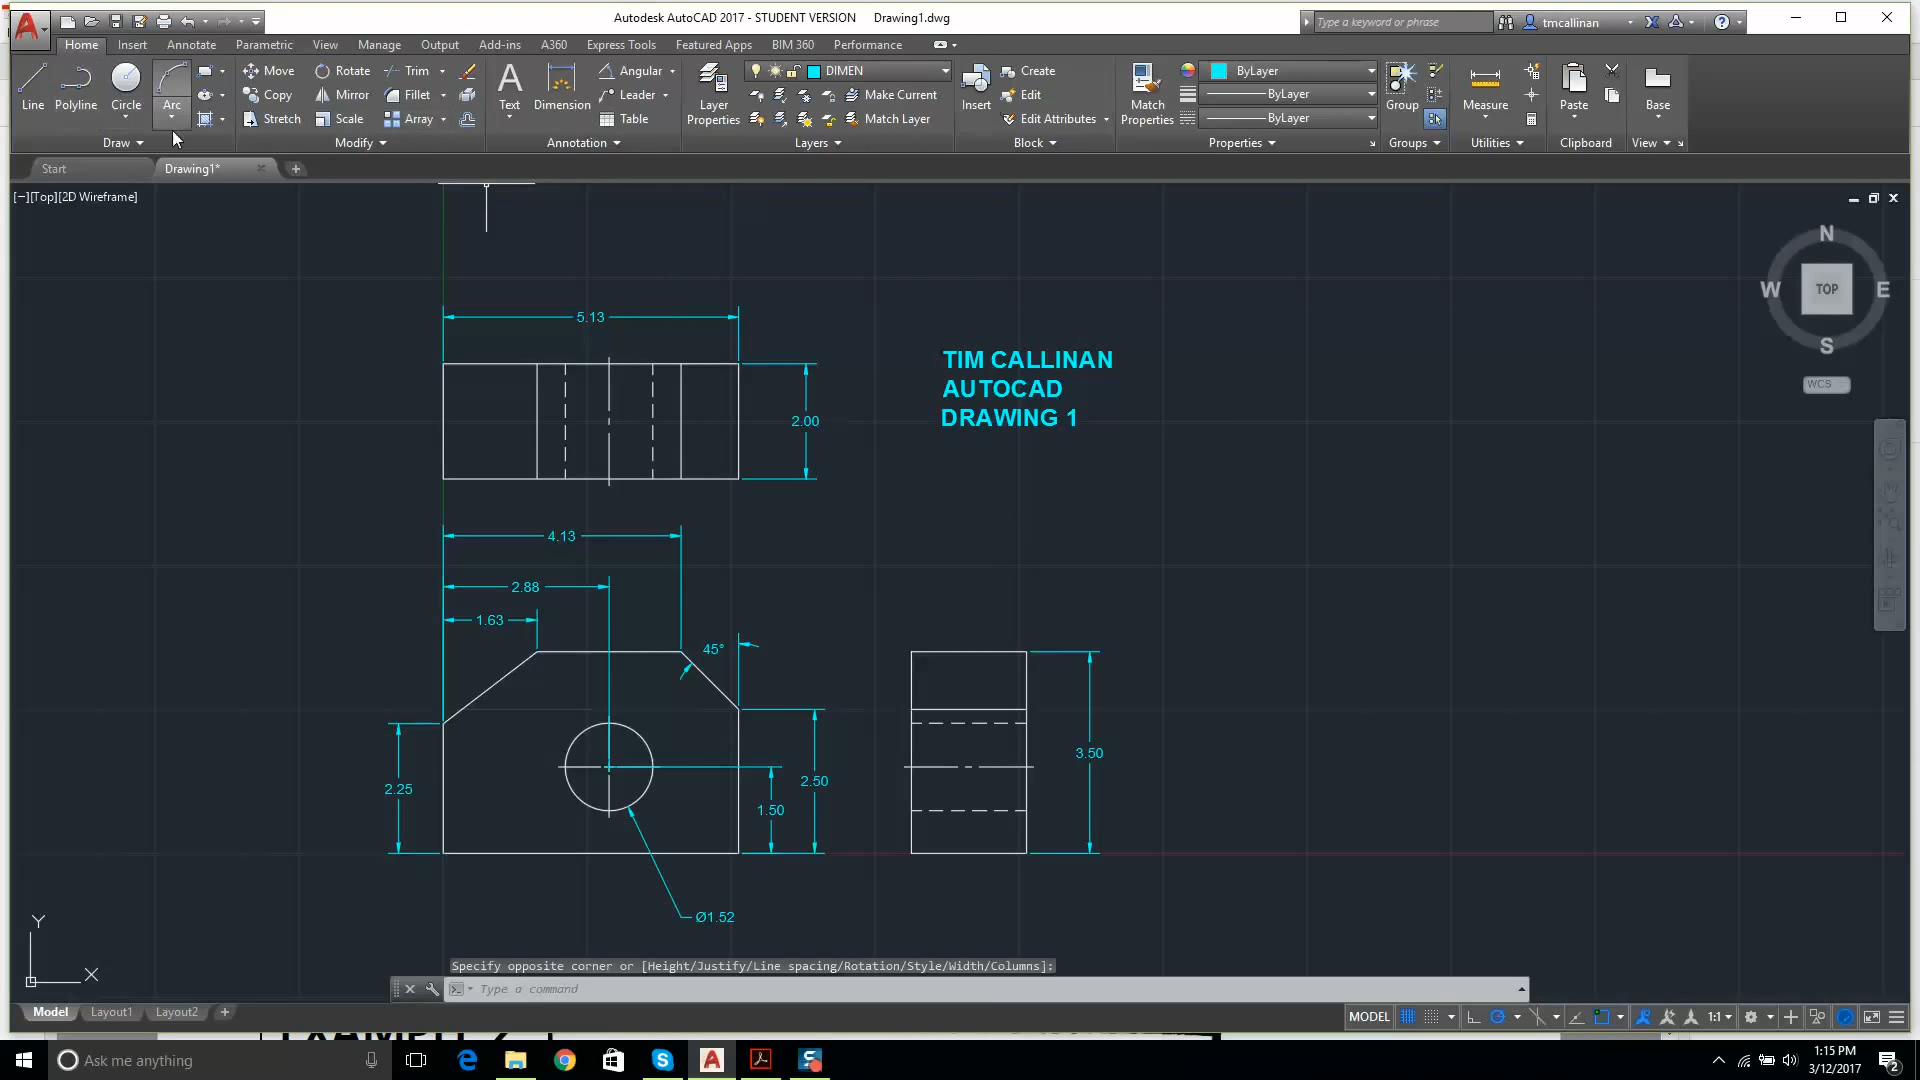 Autodesk AutoCAD 2017 - STUDENT VERSION Drawing1.dwg
Type a keyword or phrase
tmcallinan
Home Insert Annotate Parametric View Manage Output Add-ins A360 Express Tools Featured Apps BIM 360 Performance
Line Polyline Circle Arc
Draw
Move Rotate Trim
Copy Mirror Fillet
Stretch Scale Array
Modify
Text Dimension
Angular
Leader
Table
Annotation
Layer Properties
DIMEN
Make Current
Match Layer
Layers
Insert
Create
Edit
Edit Attributes
Block
Match Properties
ByLayer
ByLayer
ByLayer
Properties
Group
Groups
Measure
Utilities
Paste
Clipboard
Base
View
Start Drawing1*
[−][Top][2D Wireframe]
N
W TOP E
S
WCS
5.13
2.00
TIM CALLINAN
AUTOCAD
DRAWING 1
4.13
2.88
1.63
45°
2.25
2.50
1.50
3.50
Ø1.52
Y
X
Specify opposite corner or [Height/Justify/Line spacing/Rotation/Style/Width/Columns]:
Type a command
Model Layout1 Layout2
MODEL 1:1
Ask me anything
1:15 PM
3/12/2017
2